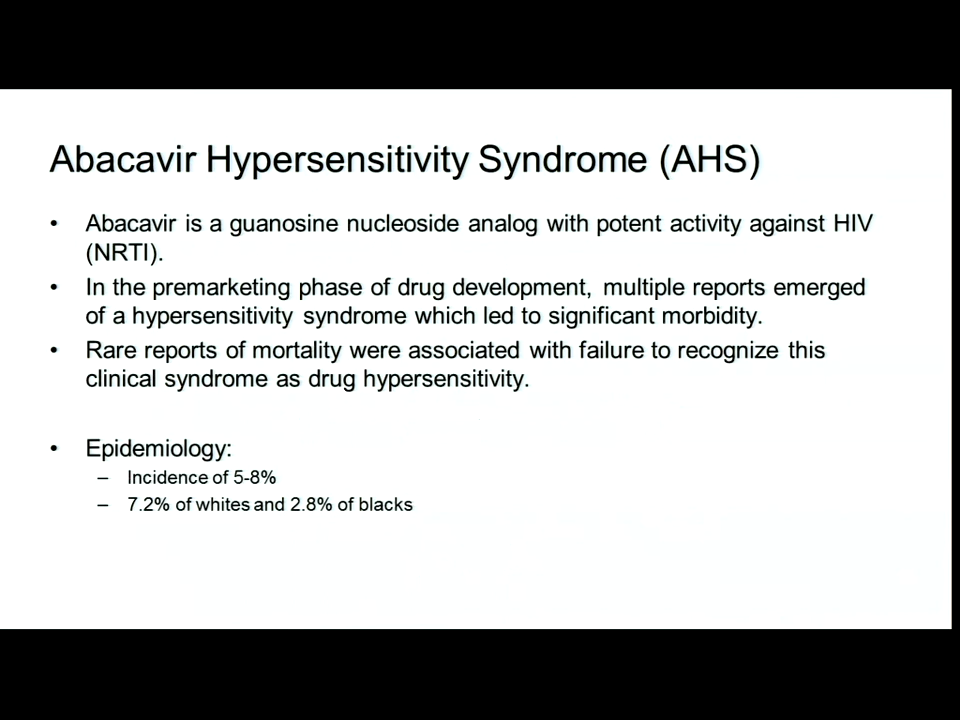 Abacavir Hypersensitivity Syndrome (AHS)
• Abacavir is a guanosine nucleoside analog with potent activity against HIV
(NRTI).
• In the premarketing phase of drug development, multiple reports emerged
of a hypersensitivity syndrome which led to significant morbidity.
• Rare reports of mortality were associated with failure to recognize this
clinical syndrome as drug hypersensitivity.
• Epidemiology:
– Incidence of 5-8%
– 7.2% of whites and 2.8% of blacks